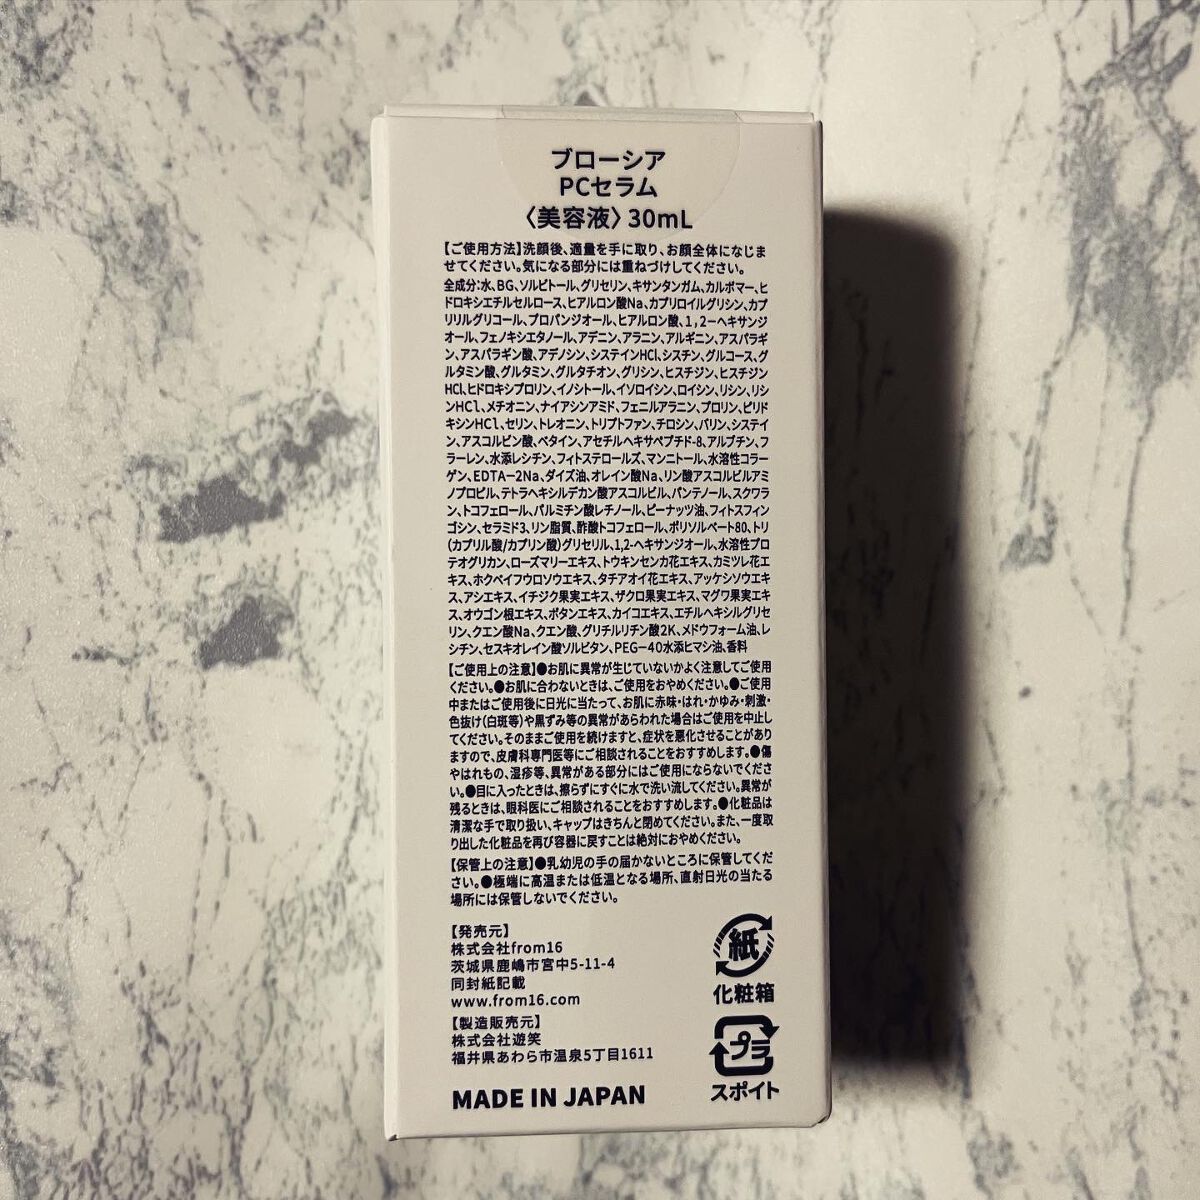 ブローシア
PCセラム
〈美容液〉30mL
【ご使用方法】洗顔後、適量を手に取り、お顔全体になじま
せてください。気になる部分には重ねづけしてください。
全成分:水、BG、ソルビトール、グリセリン、キサンタンガム、カルボマー、ヒ
ドロキシエチルセルロース、ヒアルロン酸Na、カプリロイルグリシン、カプ
リリルグリコール、プロパンジオール、ヒアルロン酸、1,2-ヘキサンジ
オール、フェノキシエタノール、アデニン、アラニン、アルギニン、アスパラギ
ン、アスパラギン酸、アデノシン、システインHCl、シスチン、グルコース、グ
ルタミン酸、グルタミン、グルタチオン、グリシン、ヒスチジン、ヒスチジン
HCl、ヒドロキシプロリン、イノシトール、イソロイシン、ロイシン、リシン、リシ
ンHCl、メチオニン、ナイアシンアミド、フェニルアラニン、プロリン、ピリド
キシンHCl、セリン、トレオニン、トリプトファン、チロシン、バリン、システイ
ン、アスコルビン酸、ベタイン、アセチルヘキサペプチド-8、アルブチン、フ
ラーレン、水添レシチン、フィトステロールズ、マンニトール、水溶性コラー
ゲン、EDTA-2Na、ダイズ油、オレイン酸Na、リン酸アスコルビルアミ
ノプロピル、テトラヘキシルデカン酸アスコルビル、パンテノール、スクワラ
ン、トコフェロール、パルミチン酸レチノール、ピーナッツ油、フィトスフィン
ゴシン、セラミド3、リン脂質、酢酸トコフェロール、ポリソルベート80、トリ
(カプリル酸/カプリン酸)グリセリル、1,2-ヘキサンジオール、水溶性プロ
テオグリカン、ローズマリーエキス、トウキンセンカ花エキス、カミツレ花エ
キス、ホクベイフウロソウエキス、タチアオイ花エキス、アッケシソウエキ
ス、アシエキス、イチジク果実エキス、ザクロ果実エキス、マグワ果実エキ
ス、オウゴン根エキス、ボタンエキス、カイコエキス、エチルヘキシルグリセ
リン、クエン酸Na、クエン酸、グリチルリチン酸2K、メドウフォーム油、レ
シチン、セスキオレイン酸ソルビタン、PEG-40水添ヒマシ油、香料
【ご使用上の注意】●お肌に異常が生じていないかよく注意してご使用
ください。●お肌に合わないときは、ご使用をおやめください。●ご使用
中またはご使用後に日光に当たって、お肌に赤味・はれ・かゆみ・刺激・
色抜け(白斑等)や黒ずみ等の異常があらわれた場合はご使用を中止し
てください。そのままご使用を続けますと、症状を悪化させることがあり
ますので、皮膚科専門医等にご相談されることをおすすめします。●傷
やはれもの、湿疹等、異常がある部分にはご使用にならないでくださ
い。●目に入ったときは、擦らずにすぐに水で洗い流してください。異常が
残るときは、眼科医にご相談されることをおすすめします。●化粧品は
清潔な手で取り扱い、キャップはきちんと閉めてください。また、一度取
り出した化粧品を再び容器に戻すことは絶対におやめください。
【保管上の注意】●乳幼児の手の届かないところに保管してくだ
さい。●極端に高温または低温となる場所、直射日光の当たる
場所には保管しないでください。
【発売元】
株式会社from16
茨城県鹿嶋市宮中5-11-4
同封紙記載
www.from16.com
【製造販売元】
株式会社遊笑
福井県あわら市温泉5丁目1611
MADE IN JAPAN
紙
化粧箱
プラ
スポイト